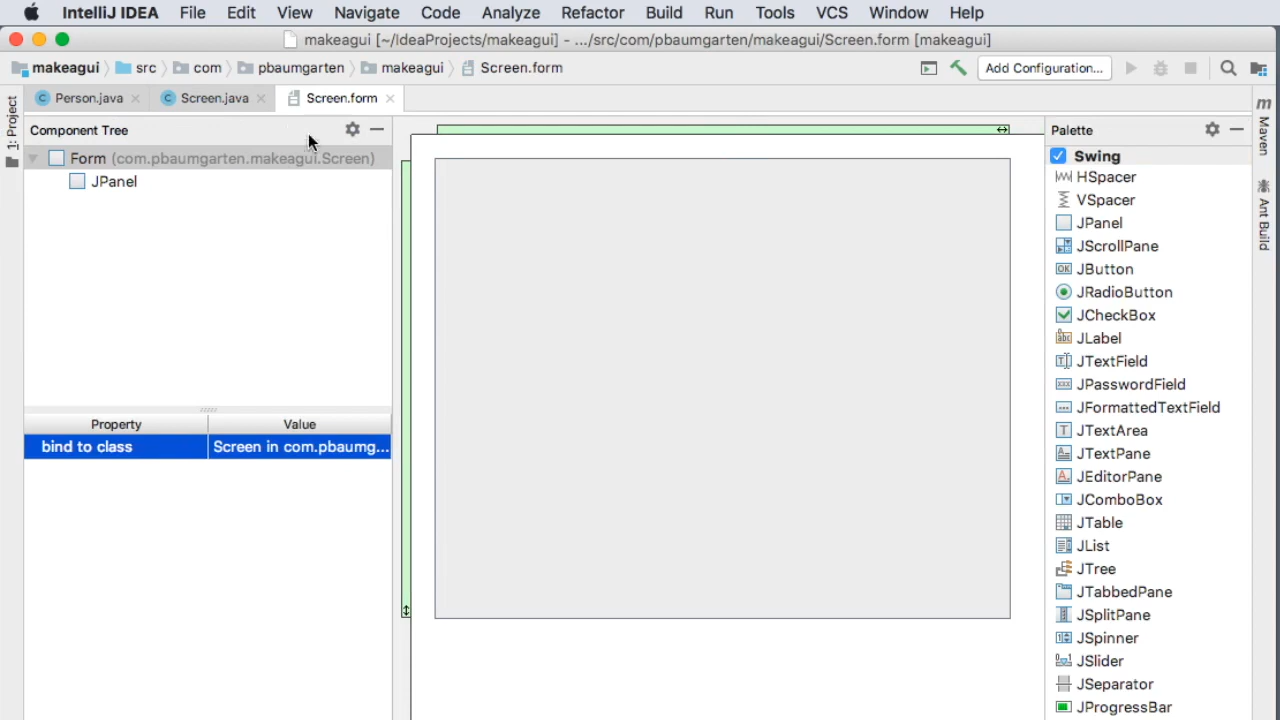 IntelliJ IDEA File Edit View Navigate Code Analyze Refactor Build Run Tools VCS Window Help
makeagui [~/IdeaProjects/makeagui] - .../src/com/pbaumgarten/makeagui/Screen.form [makeagui]
makeagui src com pbaumgarten makeagui Screen.form Add Configuration...
Person.java Screen.java Screen.form
1: Project
Component Tree
Form (com.pbaumgarten.makeagui.Screen)
JPanel
Property Value
bind to class Screen in com.pbaumg...
Palette
Swing
HSpacer
VSpacer
JPanel
JScrollPane
OK JButton
JRadioButton
JCheckBox
JLabel
JTextField
JPasswordField
JFormattedTextField
JTextArea
JTextPane
JEditorPane
JComboBox
JTable
JList
JTree
JTabbedPane
JSplitPane
JSpinner
JSlider
JSeparator
JProgressBar
m Maven
Ant Build